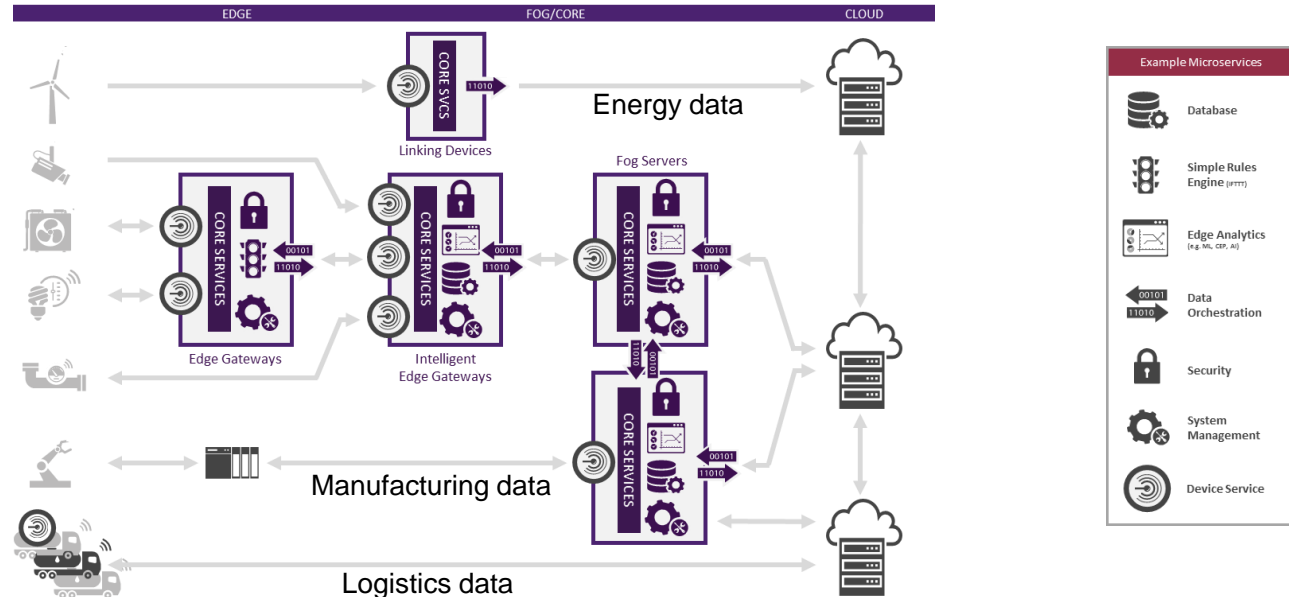 EDGE
FOG/CORE
CLOUD
CORE SVCS
11010
Energy data
Linking Devices
Fog Servers
CORE SERVICES
00101
11010
Edge Gateways
CORE SERVICES
00101
11010
Intelligent
Edge Gateways
CORE SERVICES
00101
11010
11010
00101
CORE SERVICES
00101
11010
Manufacturing data
Logistics data
Example Microservices
Database
Simple Rules
Engine (IFTTT)
Edge Analytics
(e.g. ML, CEP, AI)
00101
11010
Data
Orchestration
Security
System
Management
Device Service